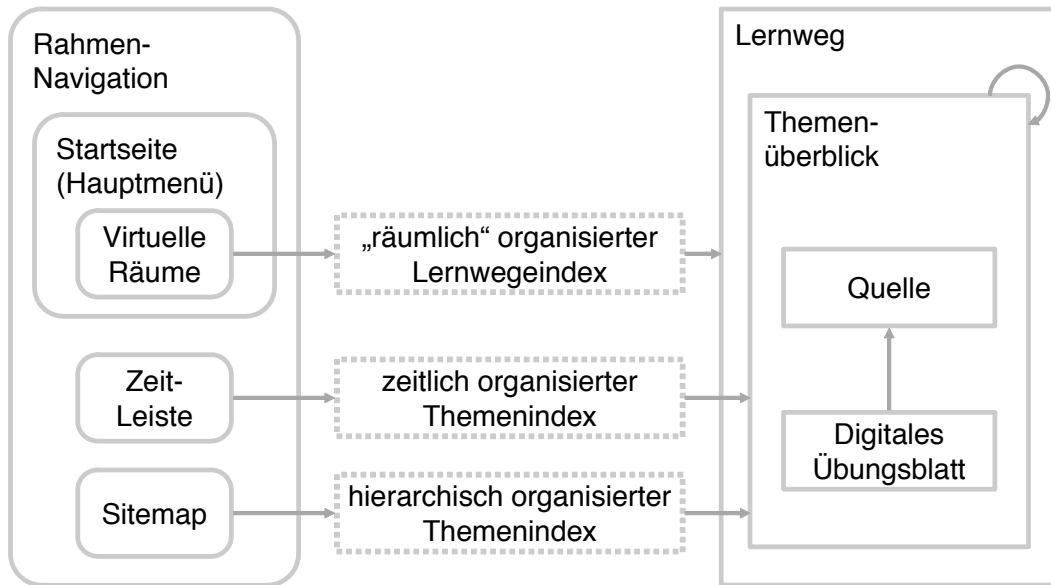 Rahmen-
Navigation
Startseite
(Hauptmenü)
Virtuelle
Räume
Zeit-
Leiste
Sitemap
„räumlich“ organisierter
Lernwegeindex
zeitlich organisierter
Themenindex
hierarchisch organisierter
Themenindex
Lernweg
Themen-
überblick
Quelle
Digitales
Übungsblatt